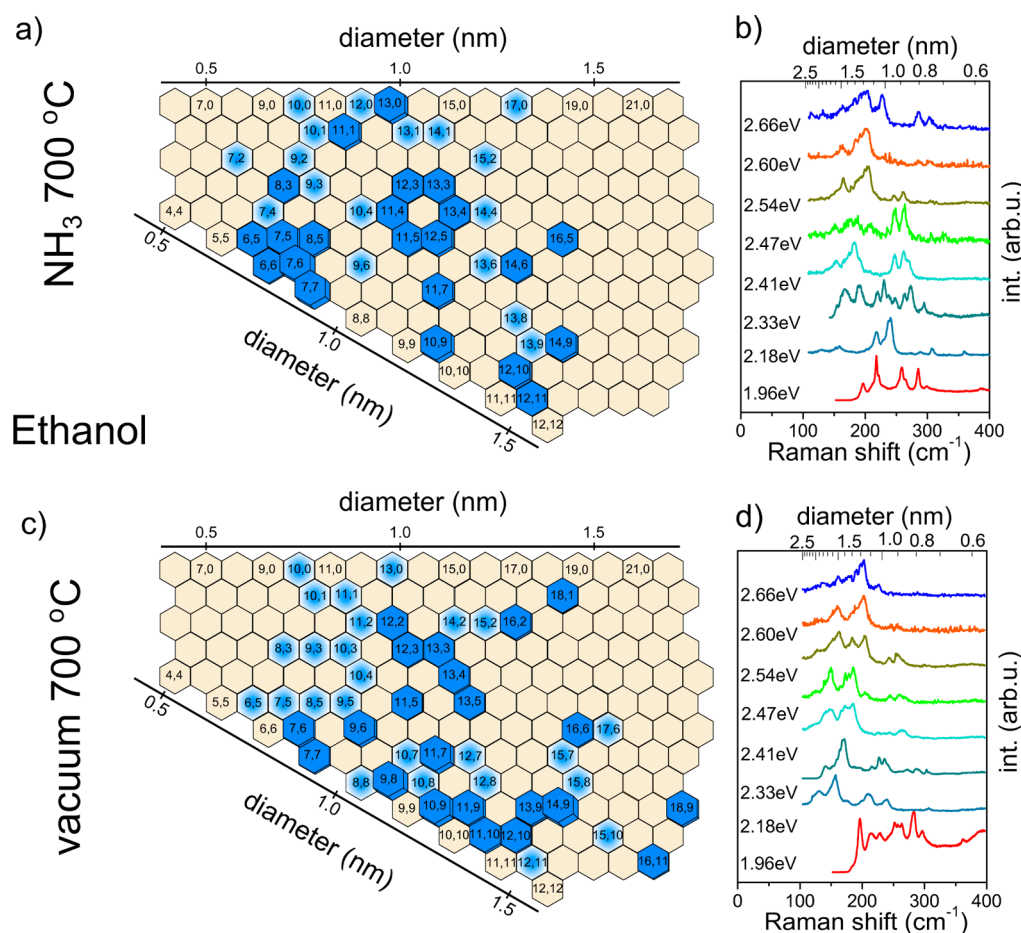 a)
diameter (nm)
0.5 1.0 1.5
7,0 9,0 10,0 11,0 12,0 13,0 15,0 17,0 19,0 21,0
10,1 11,1 13,1 14,1
7,2 9,2 15,2
8,3 9,3 12,3 13,3
4,4 7,4 10,4 11,4 13,4 14,4
5,5 6,5 7,5 8,5 11,5 12,5 16,5
6,6 7,6 9,6 13,6 14,6
7,7 11,7
8,8 13,8
9,9 10,9 13,9 14,9
10,10 12,10
11,11 12,11
12,12
0.5 1.0 1.5
diameter (nm)
NH3 700 °C
b)
diameter (nm)
2.5 1.5 1.0 0.8 0.6
2.66eV
2.60eV
2.54eV
2.47eV
2.41eV
2.33eV
2.18eV
1.96eV
0 100 200 300 400
Raman shift (cm-1)
int. (arb.u.)
Ethanol
c)
diameter (nm)
0.5 1.0 1.5
7,0 9,0 10,0 11,0 13,0 15,0 17,0 19,0 21,0
10,1 11,1 18,1
11,2 12,2 14,2 15,2 16,2
8,3 9,3 10,3 12,3 13,3
4,4 10,4 13,4
5,5 6,5 7,5 8,5 9,5 11,5 13,5
6,6 7,6 9,6 16,6 17,6
7,7 10,7 11,7 12,7 15,7
8,8 9,8 10,8 12,8 15,8
9,9 10,9 11,9 13,9 14,9 18,9
10,10 11,10 12,10 15,10
11,11 12,11 16,11
12,12
0.5 1.0 1.5
diameter (nm)
vacuum 700 °C
d)
diameter (nm)
2.5 1.5 1.0 0.8 0.6
2.66eV
2.60eV
2.54eV
2.47eV
2.41eV
2.33eV
2.18eV
1.96eV
0 100 200 300 400
Raman shift (cm-1)
int. (arb.u.)